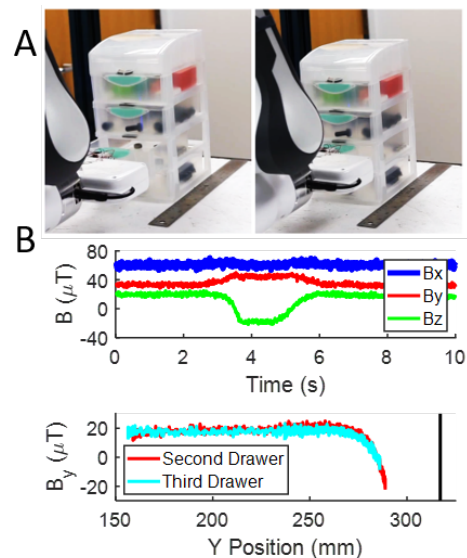 A
B
80
40
0
-40
B (μT)
Bx
By
Bz
0 2 4 6 8 10
Time (s)
20
0
-20
B_y (μT)
Second Drawer
Third Drawer
150 200 250 300
Y Position (mm)